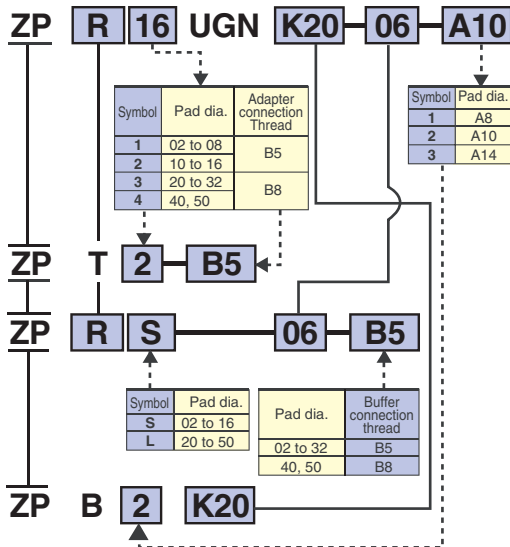 ZP R 16 UGN K20 06 A10
Symbol Pad dia. Adapter connection Thread
1 02 to 08 B5
2 10 to 16
3 20 to 32 B8
4 40, 50
Symbol Pad dia.
1 A8
2 A10
3 A14
ZP T 2 B5
ZP R S 06 B5
Symbol Pad dia.
S 02 to 16
L 20 to 50
Pad dia. Buffer connection thread
02 to 32 B5
40, 50 B8
ZP B 2 K20